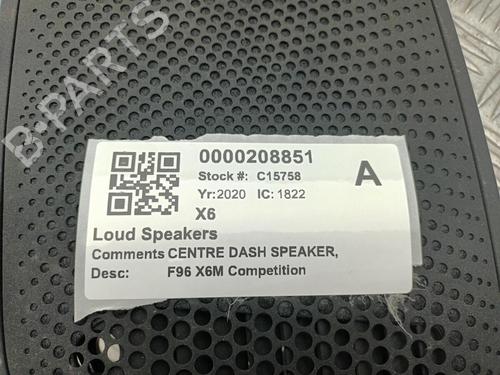 B-PARTS
0000208851
Stock #: C15758
A
Yr: 2020 IC: 1822
X6
Loud Speakers
Comments CENTRE DASH SPEAKER,
Desc: F96 X6M Competition
B-PARTS